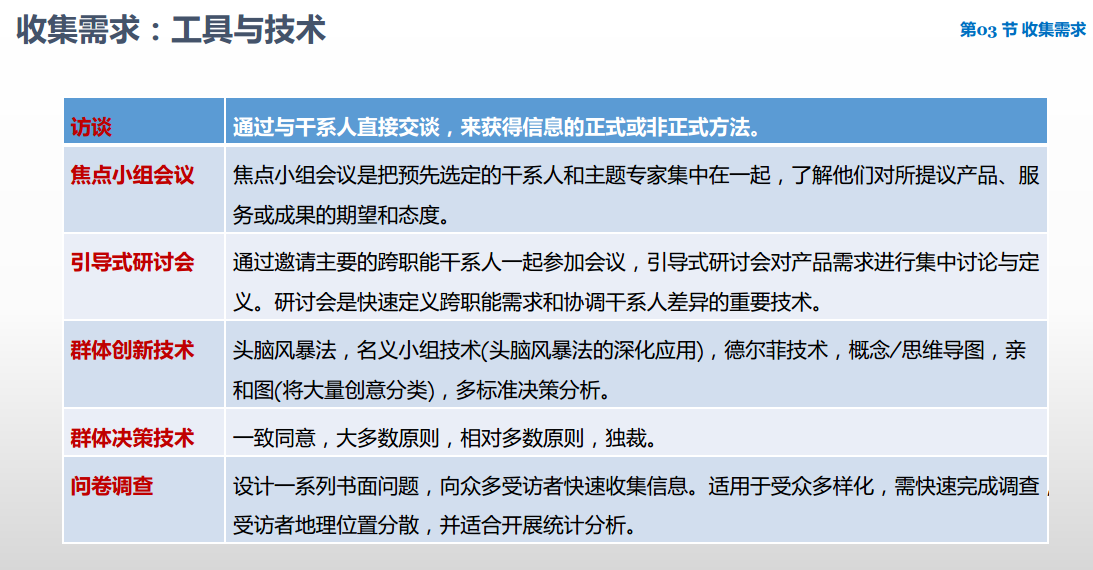 收集需求：工具与技术
第03 节 收集需求
访谈
通过与干系人直接交谈，来获得信息的正式或非正式方法。
焦点小组会议
焦点小组会议是把预先选定的干系人和主题专家集中在一起，了解他们对所提议产品、服
务或成果的期望和态度。
引导式研讨会
通过邀请主要的跨职能干系人一起参加会议，引导式研讨会对产品需求进行集中讨论与定
义。研讨会是快速定义跨职能需求和协调干系人差异的重要技术。
群体创新技术
头脑风暴法，名义小组技术(头脑风暴法的深化应用)，德尔菲技术，概念/思维导图，亲
和图(将大量创意分类)，多标准决策分析。
群体决策技术
一致同意，大多数原则，相对多数原则，独裁。
问卷调查
设计一系列书面问题，向众多受访者快速收集信息。适用于受众多样化，需快速完成调查，
受访者地理位置分散，并适合开展统计分析。